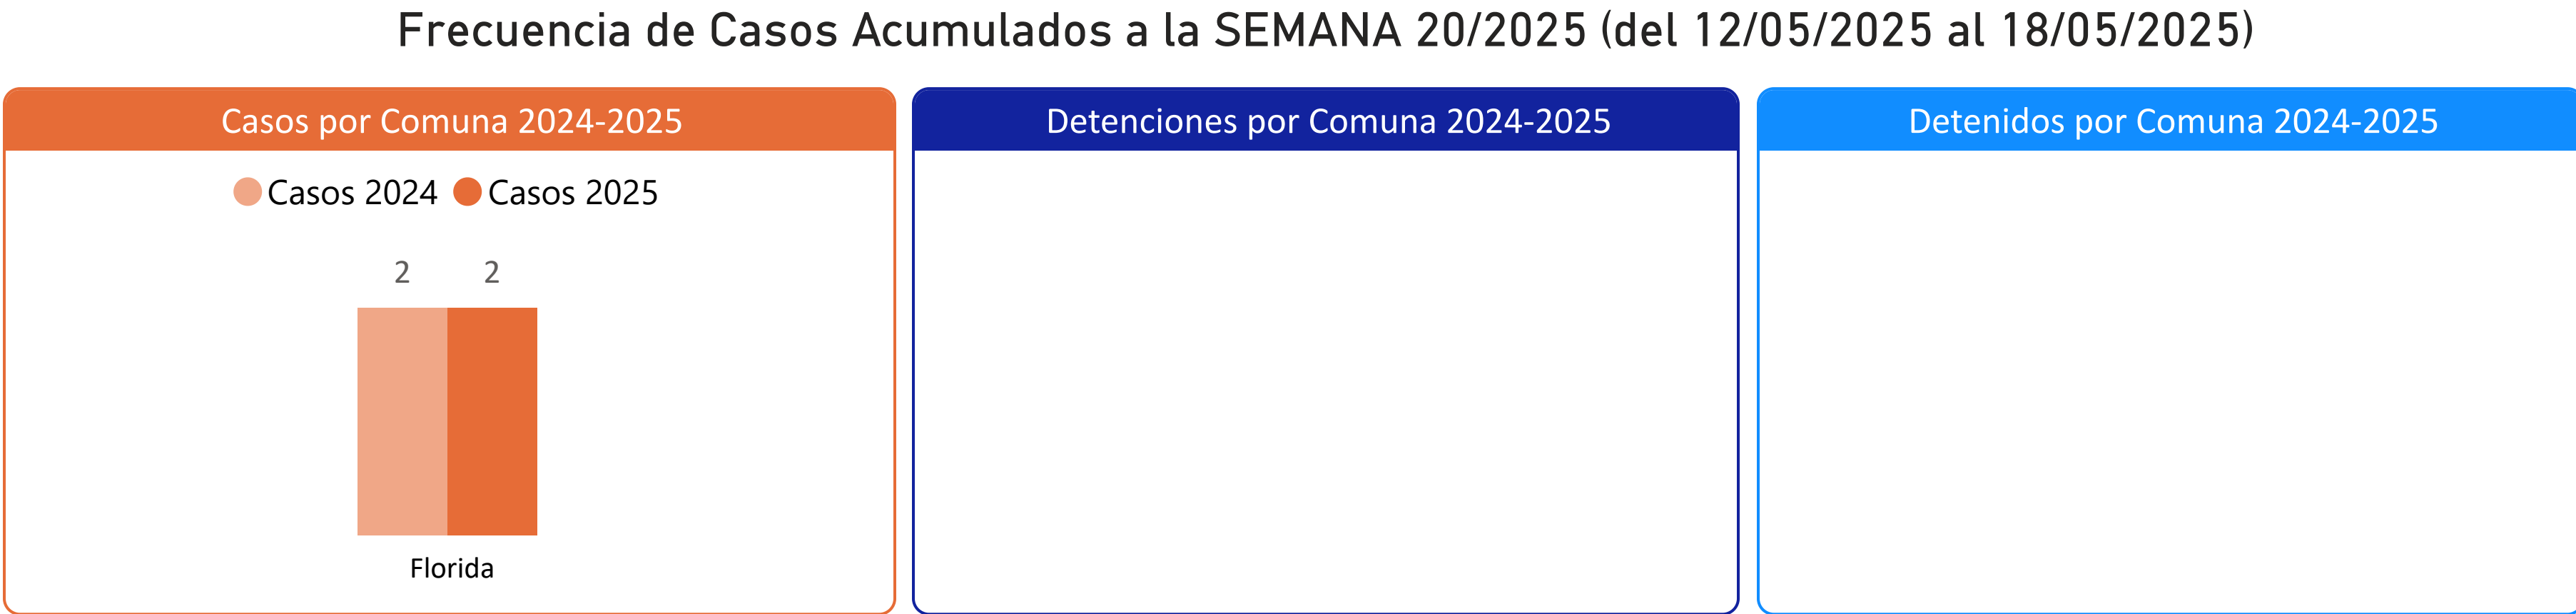 Frecuencia de Casos Acumulados a la SEMANA 20/2025 (del 12/05/2025 al 18/05/2025)
Casos por Comuna 2024-2025
Casos 2024 Casos 2025
2 2
Florida
Detenciones por Comuna 2024-2025
Detenidos por Comuna 2024-2025